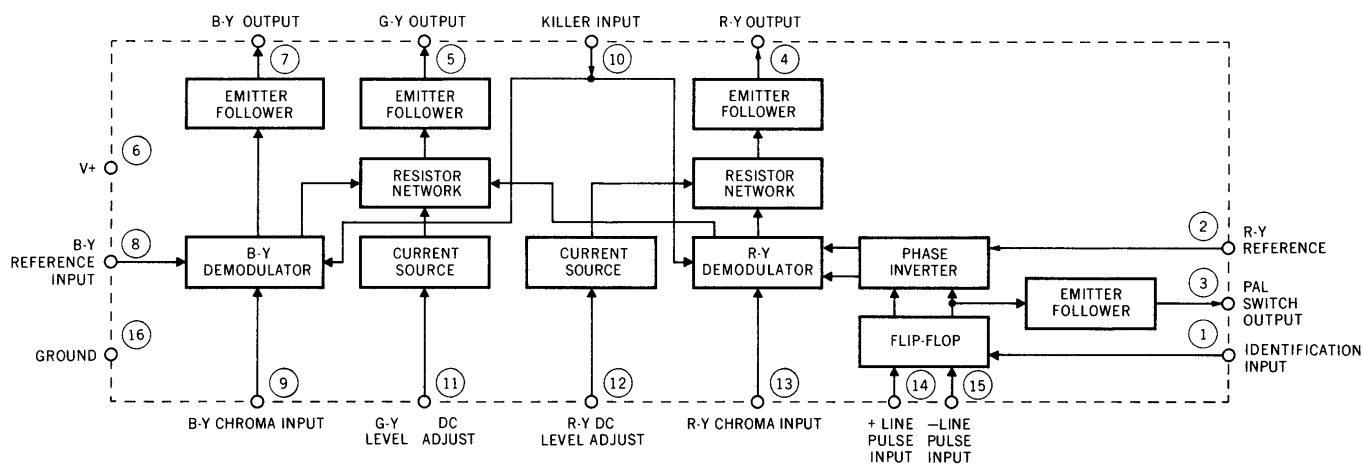 B-Y OUTPUT
G-Y OUTPUT
KILLER INPUT
R-Y OUTPUT
7
5
10
4
EMITTER
FOLLOWER
EMITTER
FOLLOWER
EMITTER
FOLLOWER
6
V+
RESISTOR
NETWORK
RESISTOR
NETWORK
8
B-Y
REFERENCE
INPUT
B-Y
DEMODULATOR
CURRENT
SOURCE
CURRENT
SOURCE
R-Y
DEMODULATOR
PHASE
INVERTER
2
R-Y
REFERENCE
3
PAL
SWITCH
OUTPUT
EMITTER
FOLLOWER
16
GROUND
FLIP-FLOP
1
IDENTIFICATION
INPUT
9
11
12
13
14
15
B-Y CHROMA INPUT
G-Y DC
LEVEL ADJUST
R-Y DC
LEVEL ADJUST
R-Y CHROMA INPUT
+ LINE
PULSE
INPUT
-LINE
PULSE
INPUT